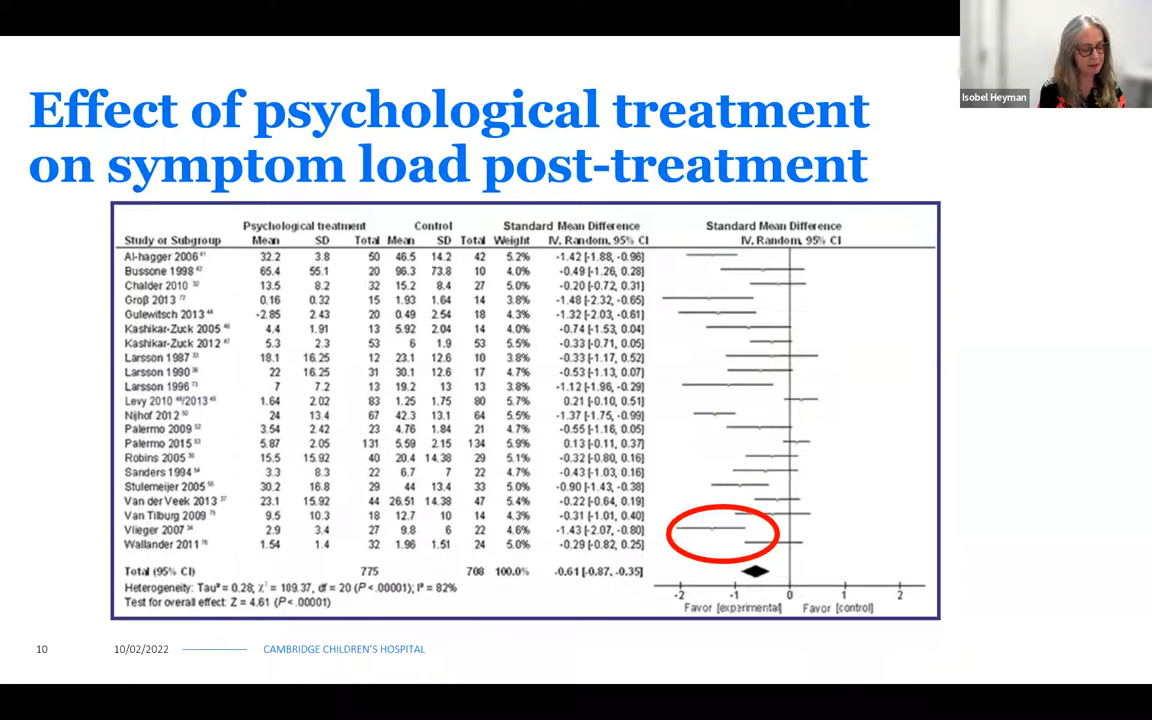 Isobel Heyman
Effect of psychological treatment
on symptom load post-treatment
Psychological treatment Control Standard Mean Difference Standard Mean Difference
Study or Subgroup Mean SD Total Mean SD Total Weight IV. Random, 95% CI IV. Random, 95% CI
Al-hagger 2006 41 32.2 3.8 50 46.5 14.2 42 5.2% -1.42 [-1.88, -0.96]
Bussone 1998 42 65.4 55.1 20 96.3 73.8 10 4.0% -0.49 [-1.26, 0.28]
Chalder 2010 32 13.5 8.2 32 15.2 8.4 27 5.0% -0.20 [-0.72, 0.31]
Groß 2013 72 0.16 0.32 15 1.93 1.64 14 3.8% -1.48 [-2.32, -0.65]
Gulewitsch 2013 44 -2.85 2.43 20 0.49 2.54 18 4.3% -1.32 [-2.03, -0.61]
Kashikar-Zuck 2005 46 4.4 1.91 13 5.92 2.04 14 4.0% -0.74 [-1.53, 0.04]
Kashikar-Zuck 2012 47 5.3 2.3 53 6 1.9 53 5.5% -0.33 [-0.71, 0.05]
Larsson 1987 33 18.1 16.25 12 23.1 12.6 10 3.8% -0.33 [-1.17, 0.52]
Larsson 1990 22 16.25 31 30.1 12.6 17 4.7% -0.53 [-1.13, 0.07]
Larsson 1996 73 7 7.2 13 19.2 13 13 3.8% -1.12 [-1.96, -0.29]
Levy 2010 /2013 1.64 2.02 83 1.25 1.75 80 5.7% 0.21 [-0.10, 0.51]
Nijhof 2012 50 24 13.4 67 42.3 13.1 64 5.5% -1.37 [-1.75, -0.99]
Palermo 2009 52 3.54 2.42 23 4.76 1.84 21 4.6% -0.55 [-1.16, 0.05]
Palermo 2015 53 5.87 2.05 131 5.59 2.15 134 5.9% 0.13 [-0.11, 0.37]
Robins 2005 15.5 15.92 40 20.4 14.38 29 5.1% -0.32 [-0.80, 0.16]
Sanders 1994 54 3.3 8.3 22 6.7 7 22 4.7% -0.43 [-1.03, 0.16]
Stulemeijer 2005 30.2 16.8 29 44 13.4 33 5.0% -0.90 [-1.43, -0.38]
Van der Veek 2013 37 23.1 15.92 44 26.51 14.38 47 5.4% -0.22 [-0.64, 0.19]
Van Tilburg 2009 75 9.5 10.3 18 12.7 10 14 4.2% -0.31 [-1.01, 0.40]
Vlieger 2007 34 2.9 3.4 27 9.8 6 22 4.6% -1.43 [-2.07, -0.80]
Wallander 2011 76 1.54 1.4 32 1.96 1.51 24 5.0% -0.29 [-0.82, 0.25]
Total (95% CI) 775 708 100.0% -0.61 [-0.87, -0.35]
Heterogeneity: Tau² = 0.28; χ² = 109.37, df = 20 (P < .00001); I² = 82%
Test for overall effect: Z = 4.61 (P < .00001)
-2 -1 0 1 2
Favor [experimental] Favor [control]
10 10/02/2022 CAMBRIDGE CHILDREN'S HOSPITAL